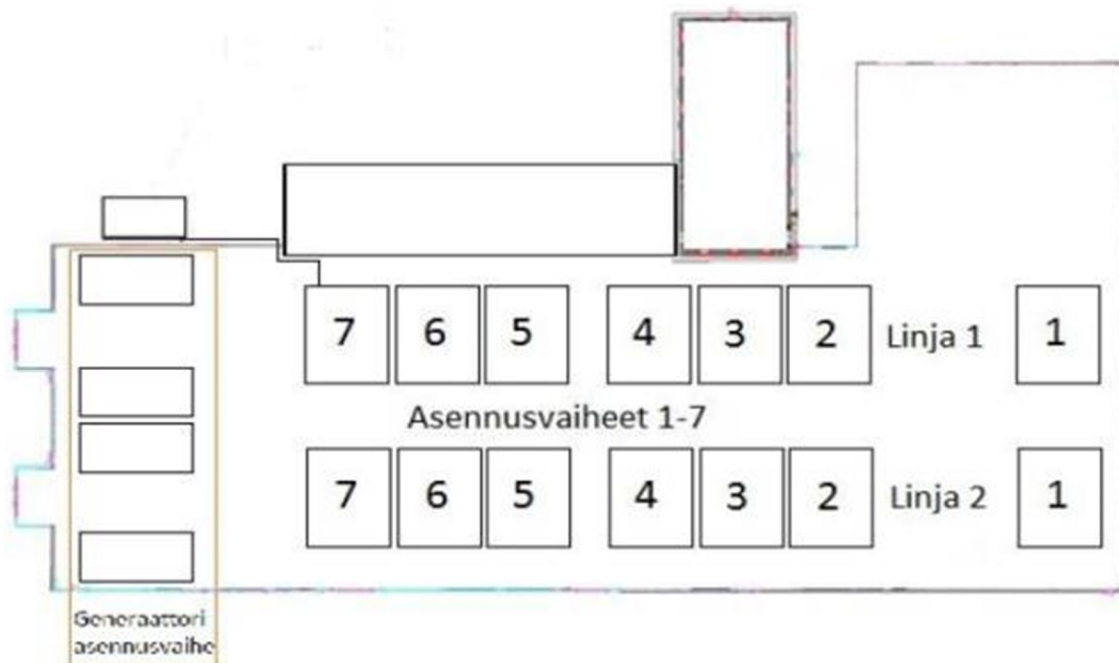 7 6 5 4 3 2 Linja 1 1
Asennusvaiheet 1-7
7 6 5 4 3 2 Linja 2 1
Generaattori
asennusvaihe